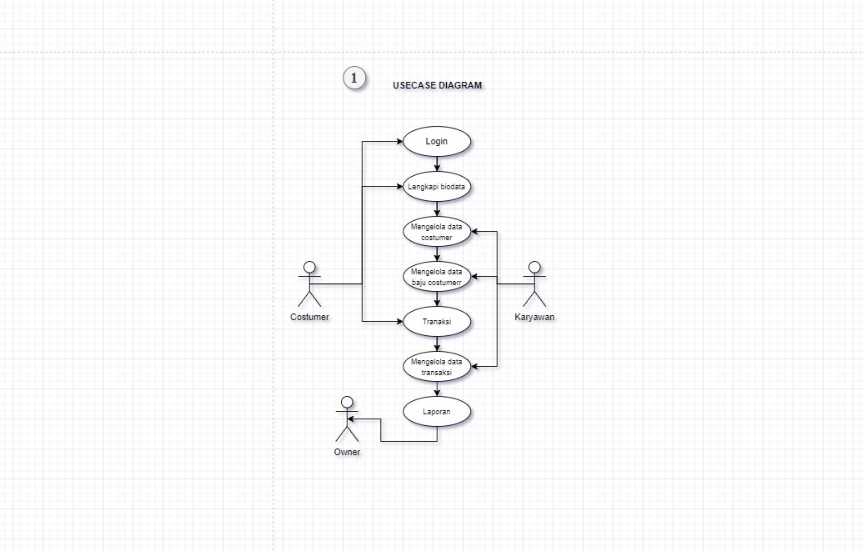 1
USECASE DIAGRAM
Login
Lengkapi biodata
Mengelola data
costumer
Mengelola data
baju costumerr
Costumer
Karyawan
Tranaksi
Mengelola data
transaksi
Laporan
Owner